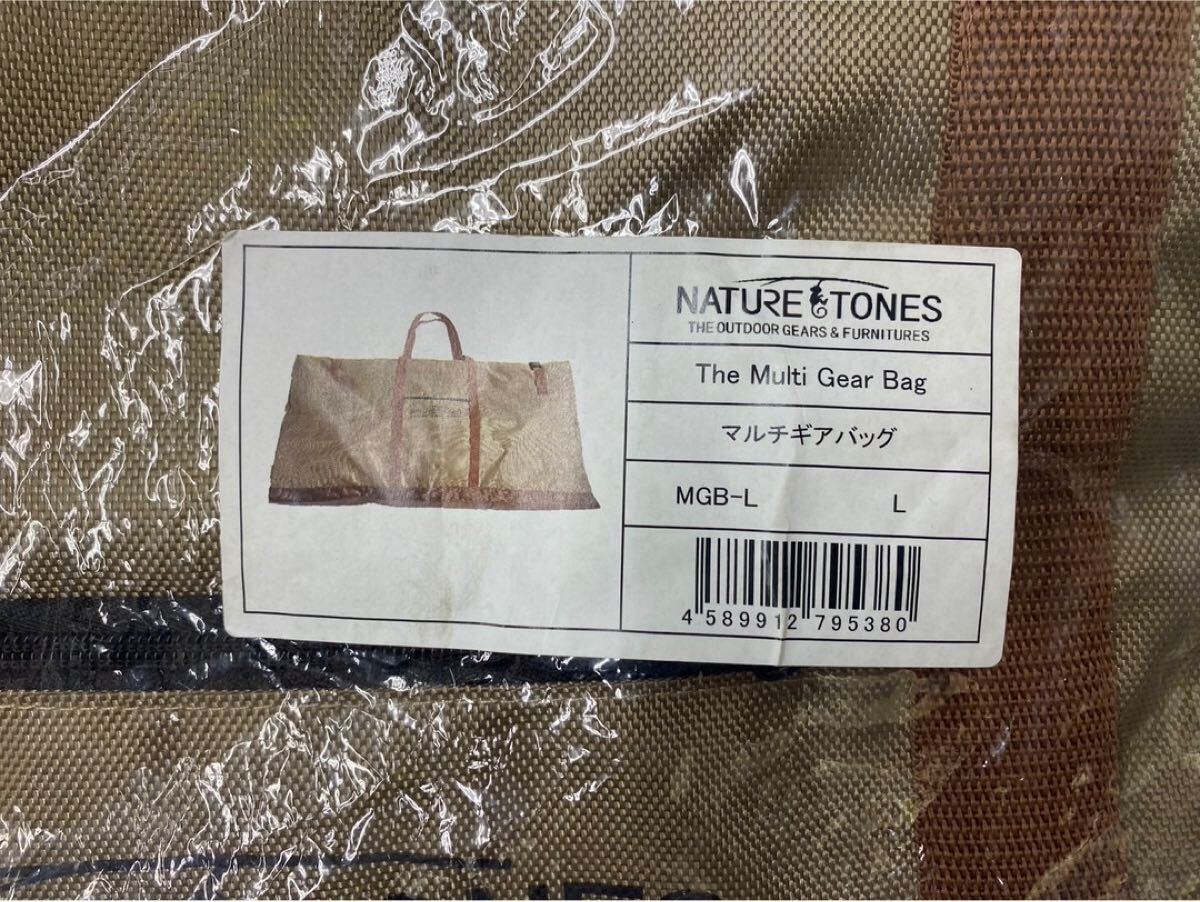 NATURE TONES
THE OUTDOOR GEARS & FURNITURES
The Multi Gear Bag
マルチギアバッグ
MGB-L L
4 589912 795380